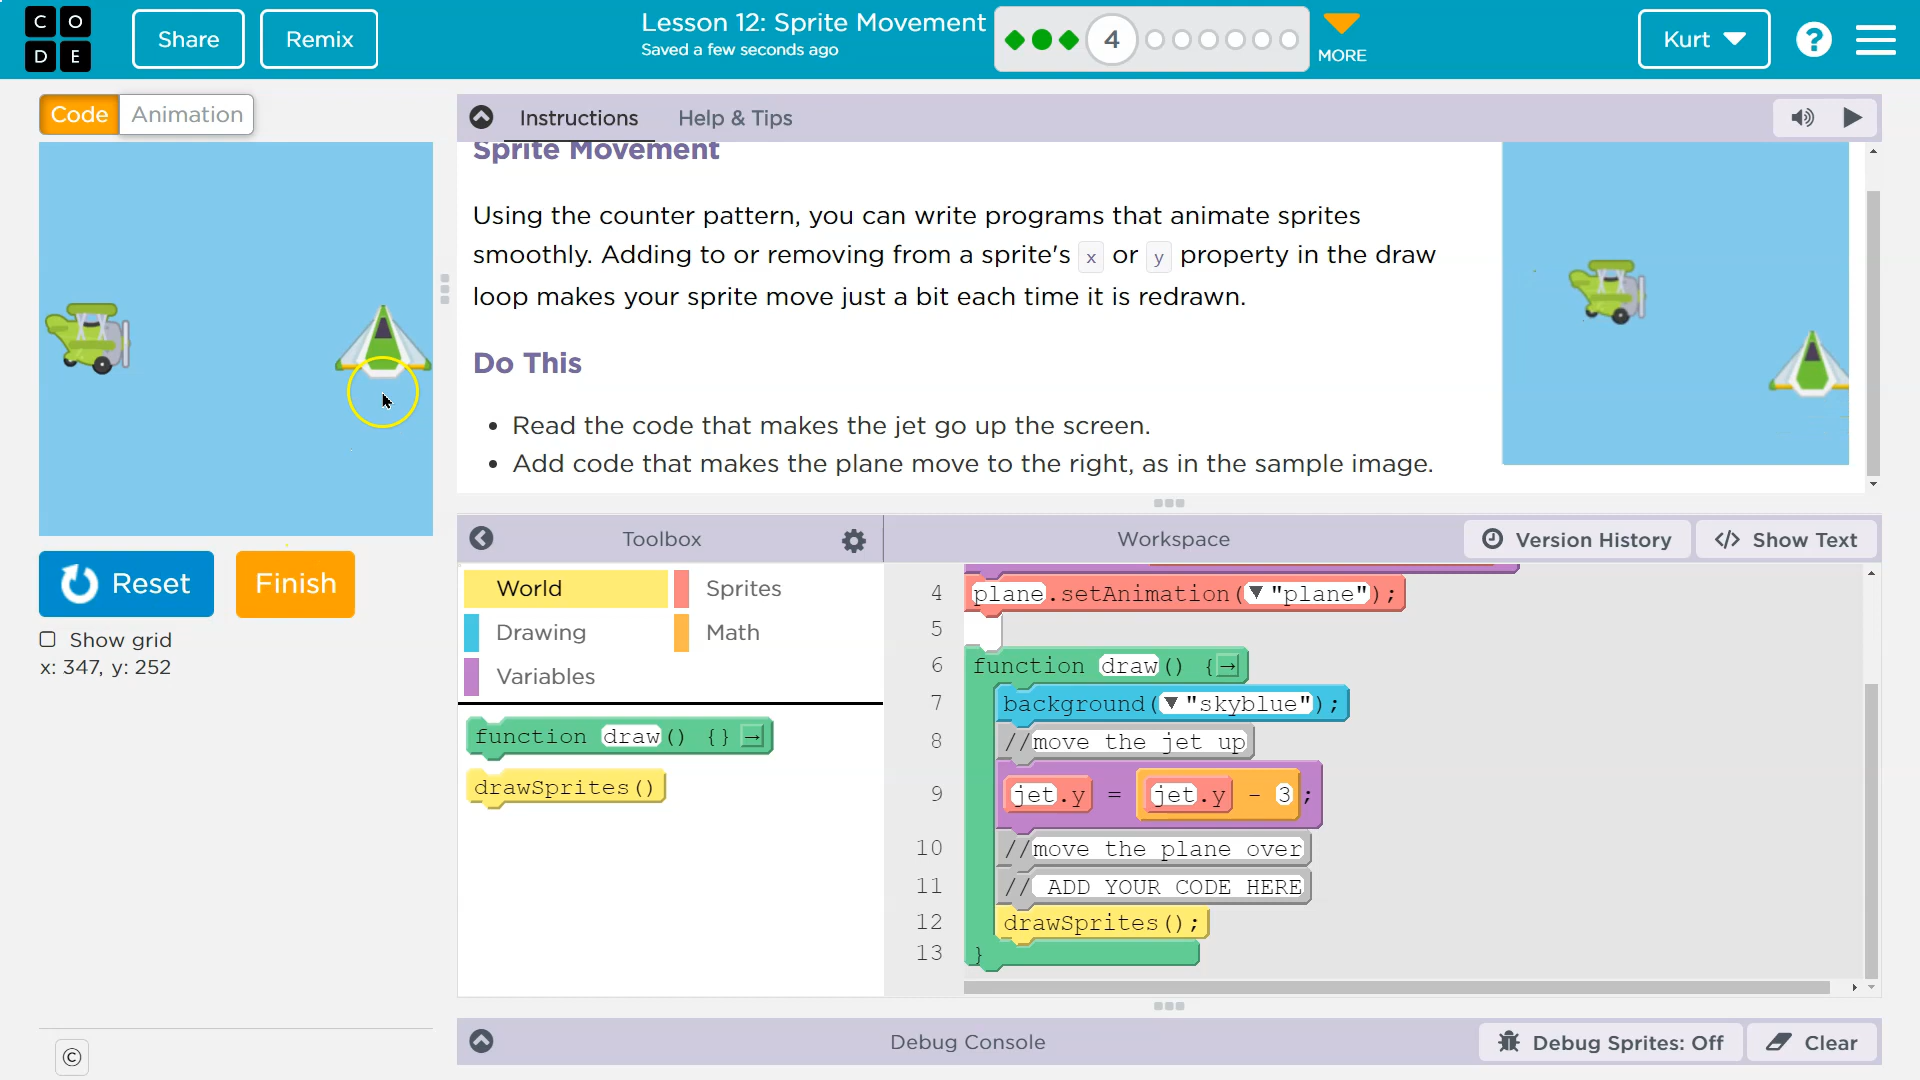 C O
D E
Share
Remix
Lesson 12: Sprite Movement
Saved a few seconds ago
4
MORE
Kurt
?
Code
Animation
Instructions
Help & Tips
Sprite Movement
Using the counter pattern, you can write programs that animate sprites
smoothly. Adding to or removing from a sprite's x or y property in the draw
loop makes your sprite move just a bit each time it is redrawn.
Do This
• Read the code that makes the jet go up the screen.
• Add code that makes the plane move to the right, as in the sample image.
Reset
Finish
Show grid
x: 347, y: 252
Toolbox
Workspace
Version History
</> Show Text
World
Sprites
Drawing
Math
Variables
function draw() {}
drawSprites()
4 plane.setAnimation("plane");
5
6 function draw() {
7 background("skyblue");
8 //move the jet up
9 jet.y = jet.y - 3;
10 //move the plane over
11 // ADD YOUR CODE HERE
12 drawSprites();
13 }
©
Debug Console
Debug Sprites: Off
Clear